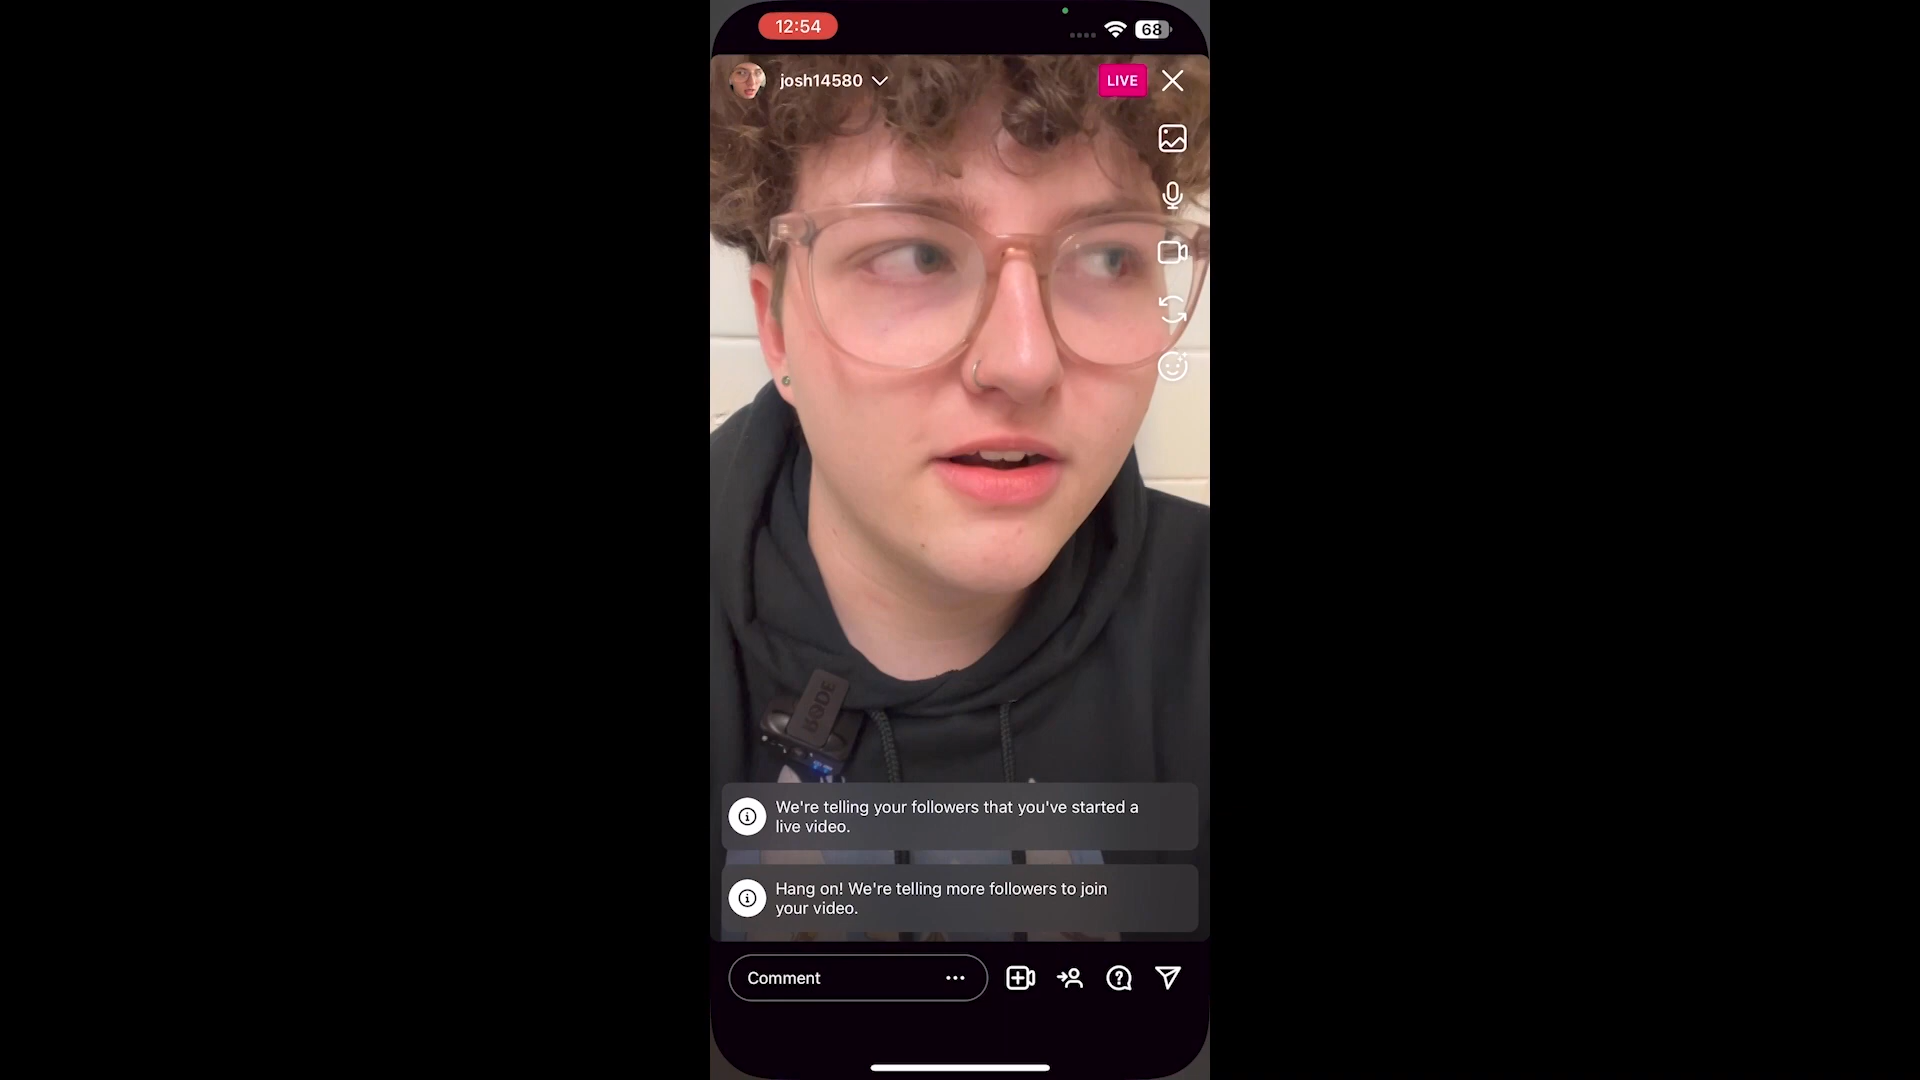 12:54
68
josh14580
LIVE
RODE
We're telling your followers that you've started a
live video.
Hang on! We're telling more followers to join
your video.
Comment